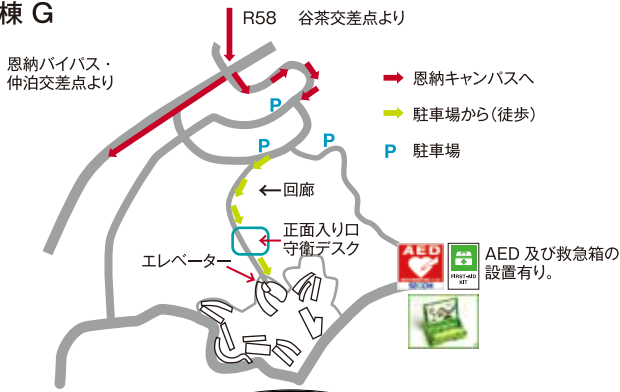 棟 G
R58 谷茶交差点より
恩納バイパス・
仲泊交差点より
恩納キャンパスへ
駐車場から(徒歩)
P 駐車場
P
P
P
回廊
正面入り口
守衛デスク
エレベーター
AED
FIRST-AID
KIT
AED 及び救急箱の
設置有り。